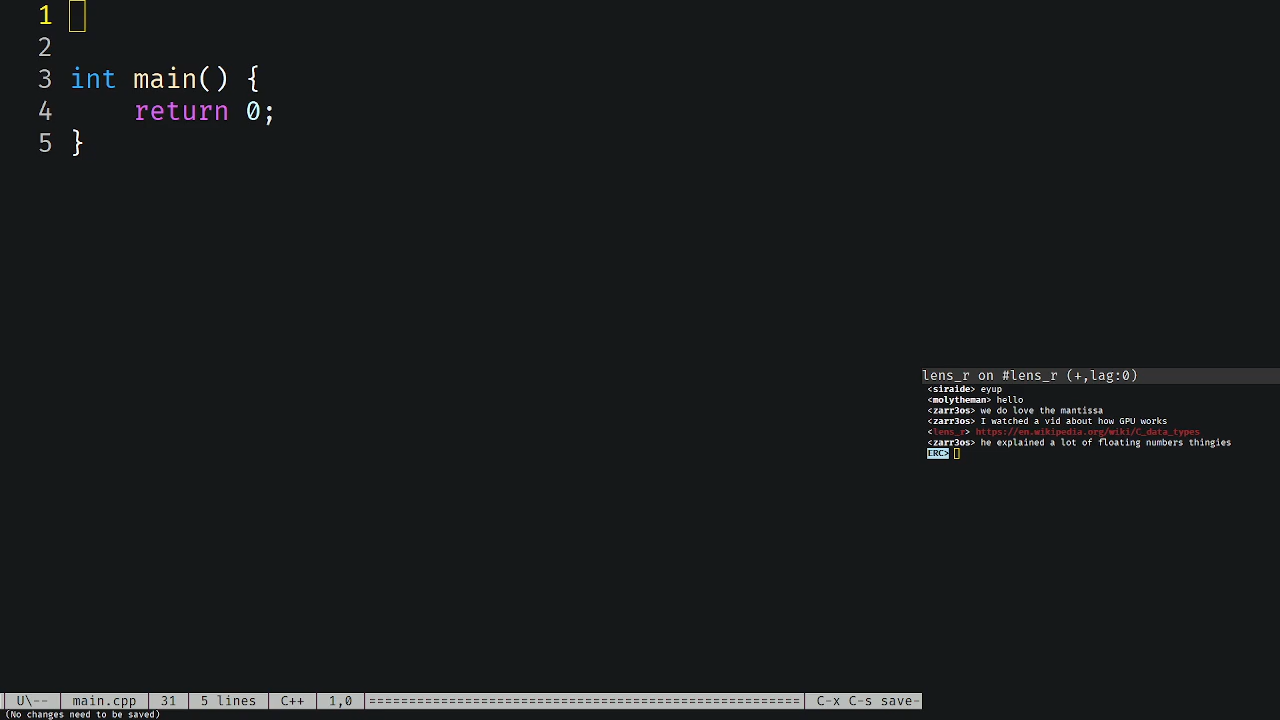 1
2
3 int main() {
4     return 0;
5 }
lens_r on #lens_r (+,lag:0)
<siraide> eyup
<molytheman> hello
<zarr3os> we do love the mantissa
<zarr3os> I watched a vid about how GPU works
<lens_r> https://en.wikipedia.org/wiki/C_data_types
<zarr3os> he explained a lot of floating numbers thingies
ERC>
U\-- main.cpp 31 5 lines C++ 1,0 ====================================================== C-x C-s save-
(No changes need to be saved)